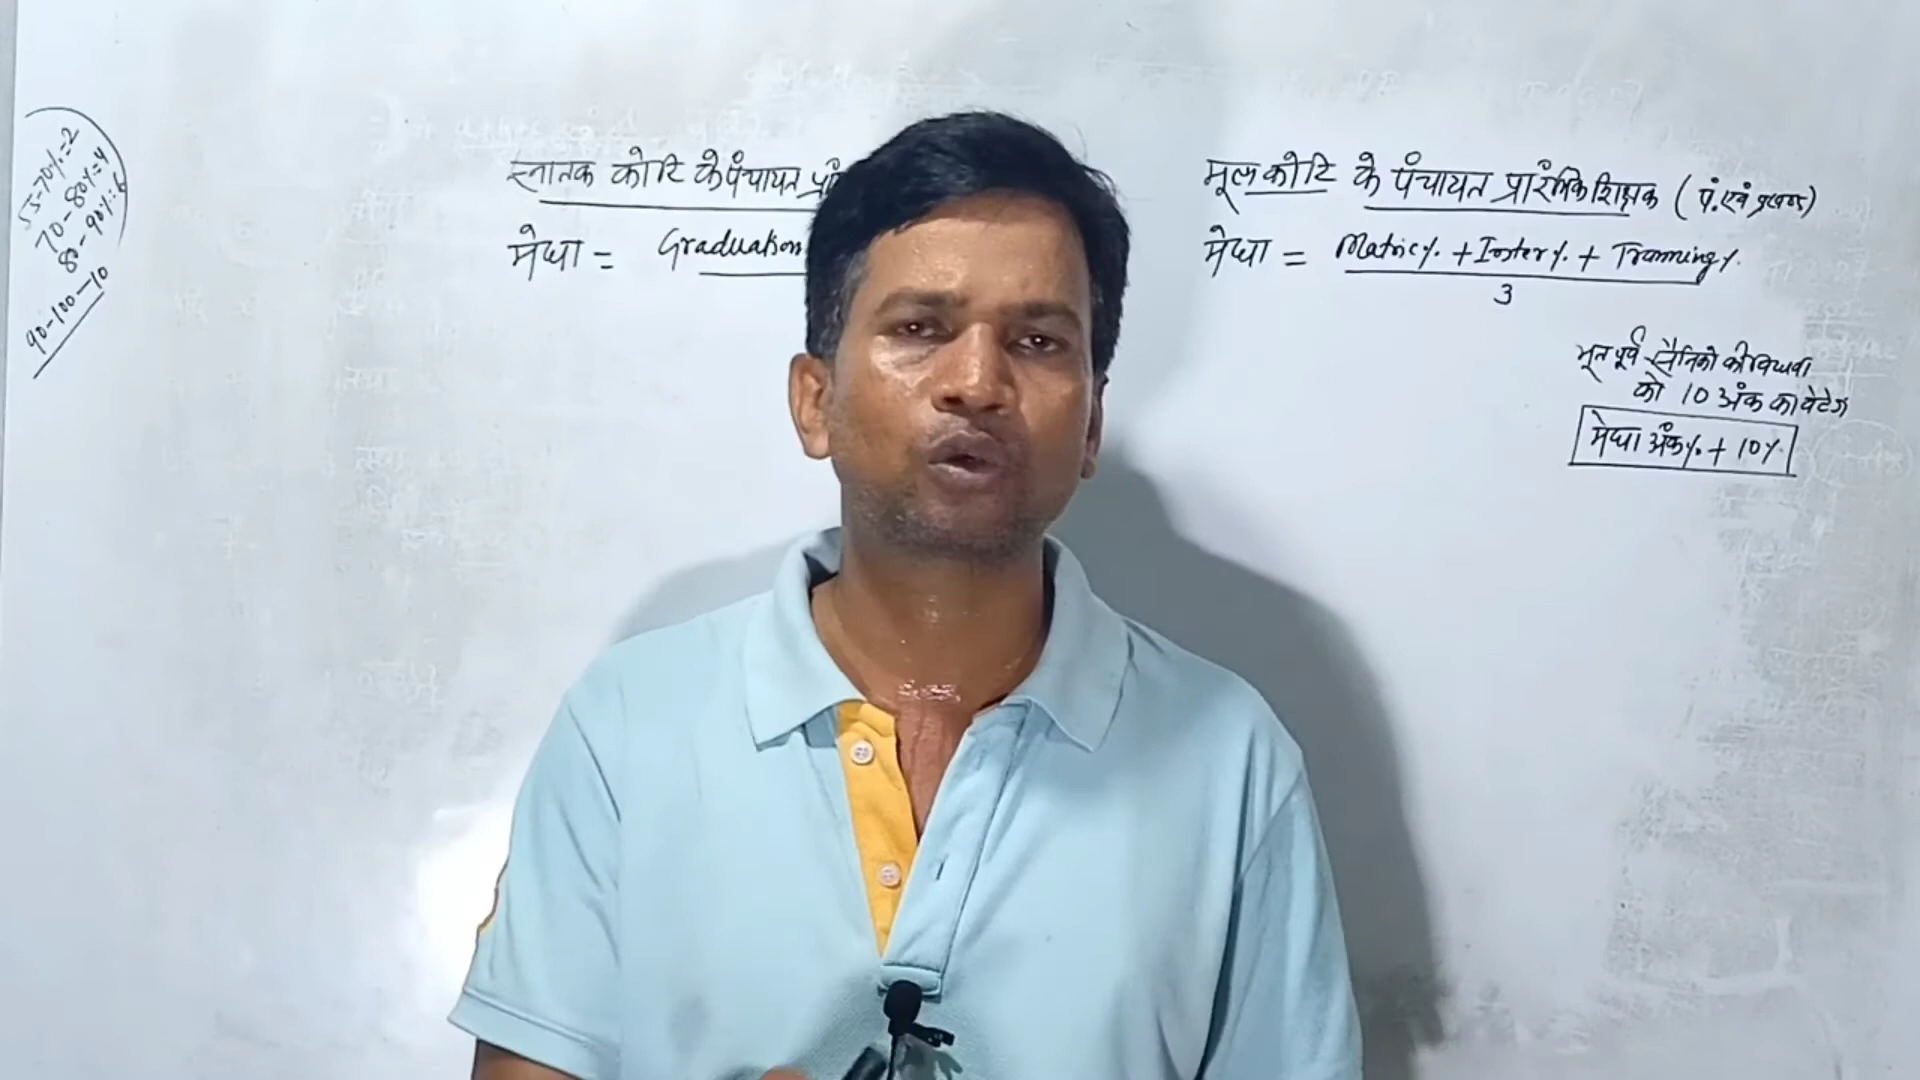 55-70%=2
70-80%=4
80-90%=6
90-100-10
स्नातक कोटि के पंचायत
मेधा = Graduation
मूल कोटि के पंचायत प्रारंभिक शिक्षक (पं. एवं प्रखण्ड)
मेधा = Matric% + Inter% + Training%
3
भूतपूर्व सैनिको की विधवा
को 10 अंक का वेटेज
मेधा अंक% + 10%